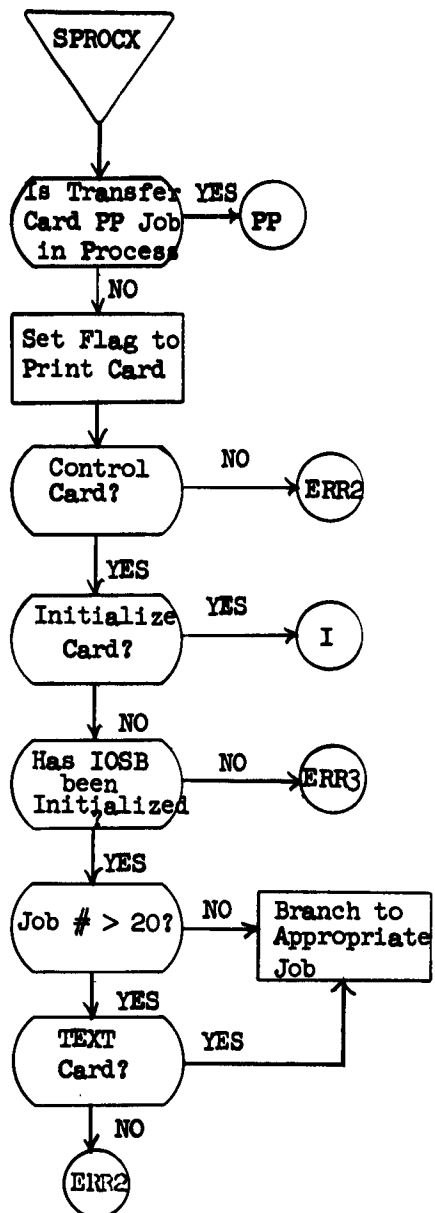 SPROCX
Is Transfer
Card PP Job
in Process
YES
PP
NO
Set Flag to
Print Card
Control
Card?
NO
ERR2
YES
Initialize
Card?
YES
I
NO
Has IOSB
been
Initialized
?
NO
ERR3
YES
Job # > 20?
NO
Branch to
Appropriate
Job
YES
TEXT
Card?
YES
NO
ERR2